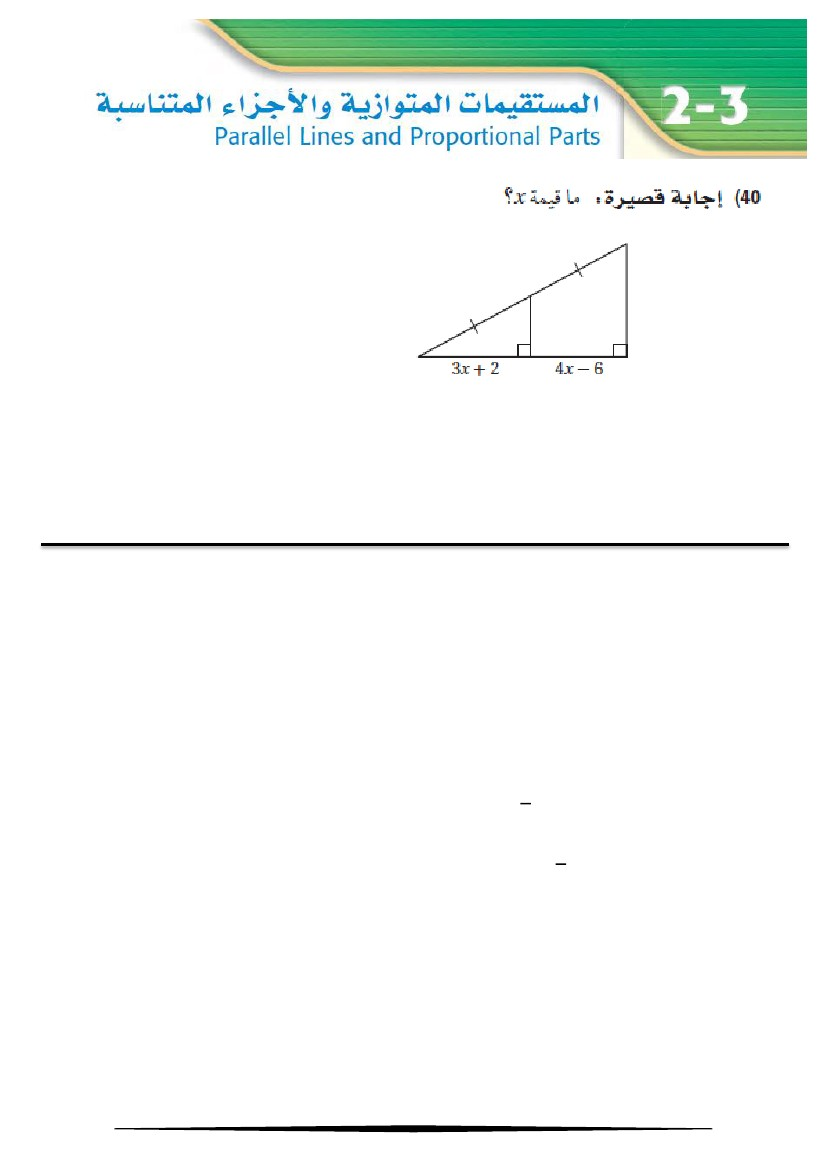 2-3
المستقيمات المتوازية والأجزاء المتناسبة
Parallel Lines and Proportional Parts
40) إجابة قصيرة: ما قيمة x؟
3x + 2
4x − 6